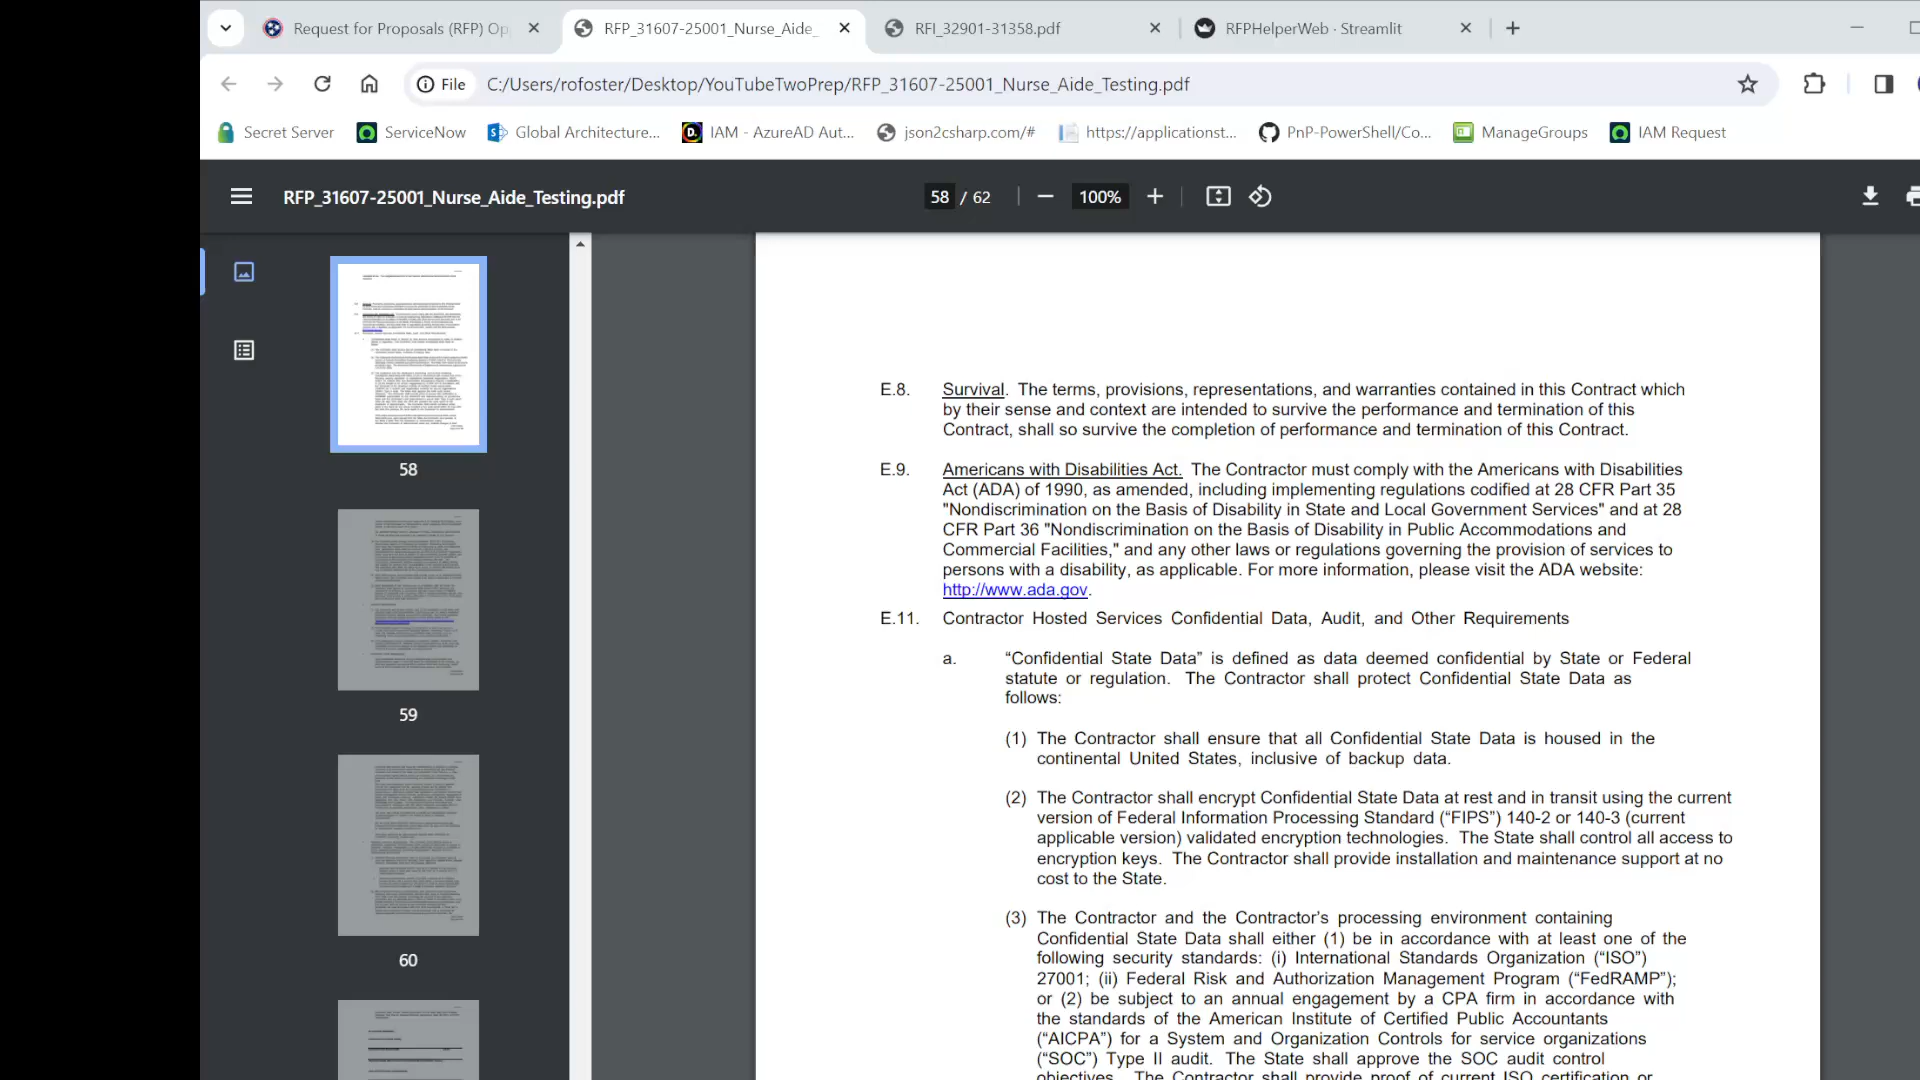 Request for Proposals (RFP) Op
RFP_31607-25001_Nurse_Aide_
RFI_32901-31358.pdf
RFPHelperWeb · Streamlit
File
C:/Users/rofoster/Desktop/YouTubeTwoPrep/RFP_31607-25001_Nurse_Aide_Testing.pdf
Secret Server
ServiceNow
Global Architecture...
IAM - AzureAD Aut...
json2csharp.com/#
https://applicationst...
PnP-PowerShell/Co...
ManageGroups
IAM Request
RFP_31607-25001_Nurse_Aide_Testing.pdf
58 / 62
100%
58
59
60
E.8. Survival. The terms, provisions, representations, and warranties contained in this Contract which
by their sense and context are intended to survive the performance and termination of this
Contract, shall so survive the completion of performance and termination of this Contract.
E.9. Americans with Disabilities Act. The Contractor must comply with the Americans with Disabilities
Act (ADA) of 1990, as amended, including implementing regulations codified at 28 CFR Part 35
"Nondiscrimination on the Basis of Disability in State and Local Government Services" and at 28
CFR Part 36 "Nondiscrimination on the Basis of Disability in Public Accommodations and
Commercial Facilities," and any other laws or regulations governing the provision of services to
persons with a disability, as applicable. For more information, please visit the ADA website:
http://www.ada.gov.
E.11. Contractor Hosted Services Confidential Data, Audit, and Other Requirements
a. “Confidential State Data” is defined as data deemed confidential by State or Federal
statute or regulation. The Contractor shall protect Confidential State Data as
follows:
(1) The Contractor shall ensure that all Confidential State Data is housed in the
continental United States, inclusive of backup data.
(2) The Contractor shall encrypt Confidential State Data at rest and in transit using the current
version of Federal Information Processing Standard (“FIPS”) 140-2 or 140-3 (current
applicable version) validated encryption technologies. The State shall control all access to
encryption keys. The Contractor shall provide installation and maintenance support at no
cost to the State.
(3) The Contractor and the Contractor’s processing environment containing
Confidential State Data shall either (1) be in accordance with at least one of the
following security standards: (i) International Standards Organization (“ISO”)
27001; (ii) Federal Risk and Authorization Management Program (“FedRAMP”);
or (2) be subject to an annual engagement by a CPA firm in accordance with
the standards of the American Institute of Certified Public Accountants
(“AICPA”) for a System and Organization Controls for service organizations
(“SOC”) Type II audit. The State shall approve the SOC audit control
objectives. The Contractor shall provide proof of current ISO certification or